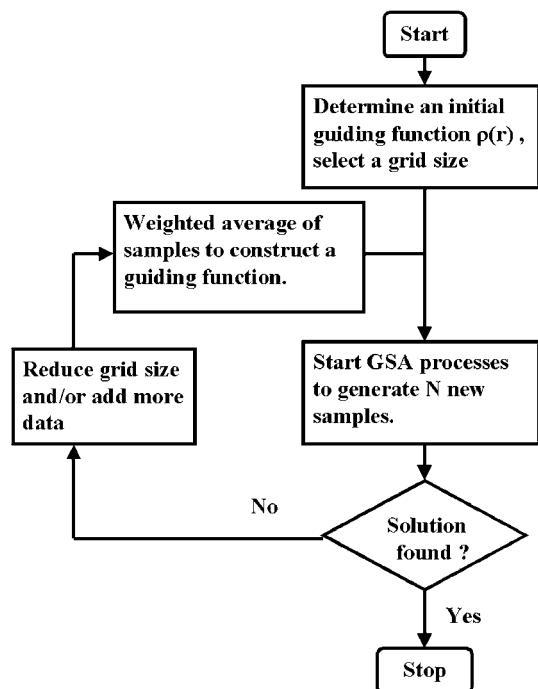 Start
Determine an initial
guiding function ρ(r) ,
select a grid size
Weighted average of
samples to construct a
guiding function.
Reduce grid size
and/or add more
data
Start GSA processes
to generate N new
samples.
No
Solution
found ?
Yes
Stop